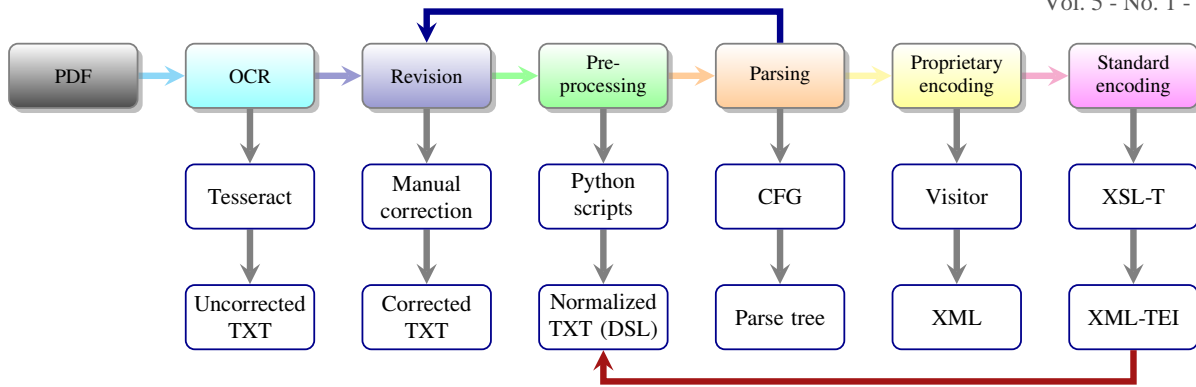 Vol. 5 - No. 1 -
PDF
OCR
Revision
Pre-
processing
Parsing
Proprietary
encoding
Standard
encoding
Tesseract
Manual
correction
Python
scripts
CFG
Visitor
XSL-T
Uncorrected
TXT
Corrected
TXT
Normalized
TXT (DSL)
Parse tree
XML
XML-TEI